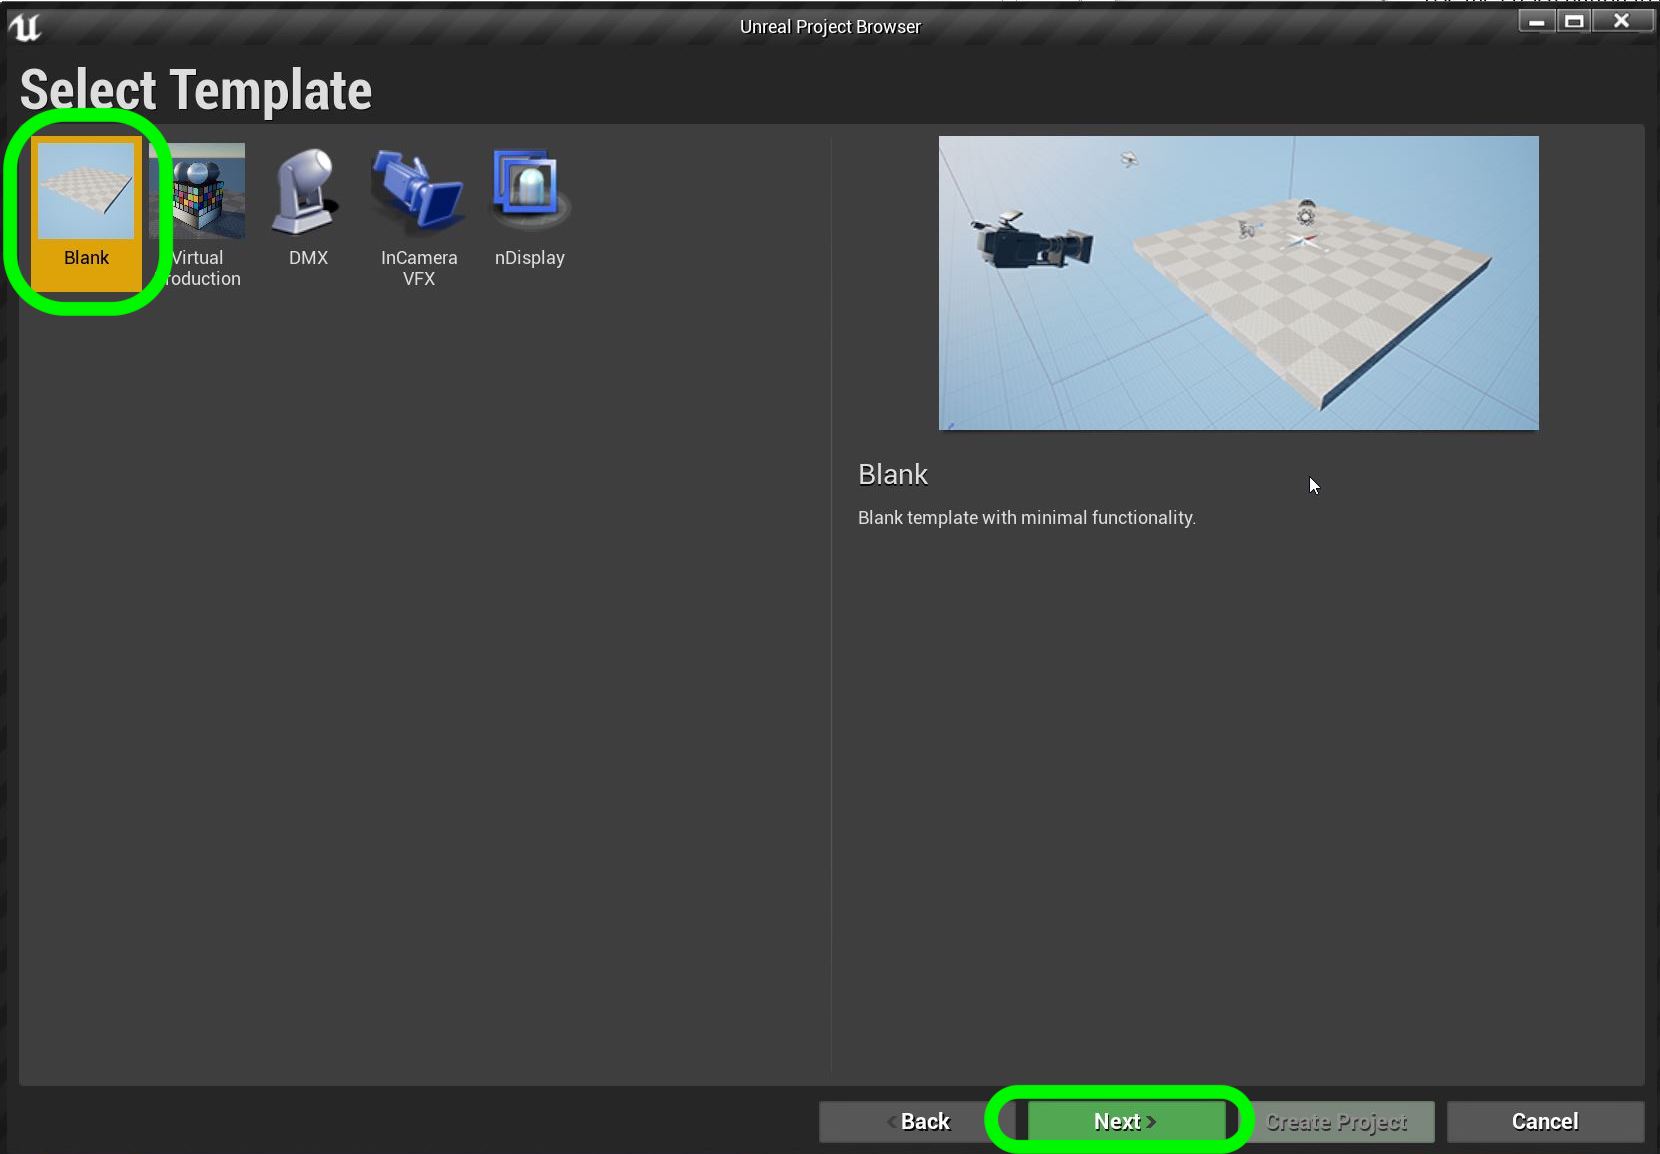 Unreal Project Browser
Select Template
Blank
Virtual
Production
DMX
InCamera
VFX
nDisplay
Blank
Blank template with minimal functionality.
< Back
Next >
Create Project
Cancel